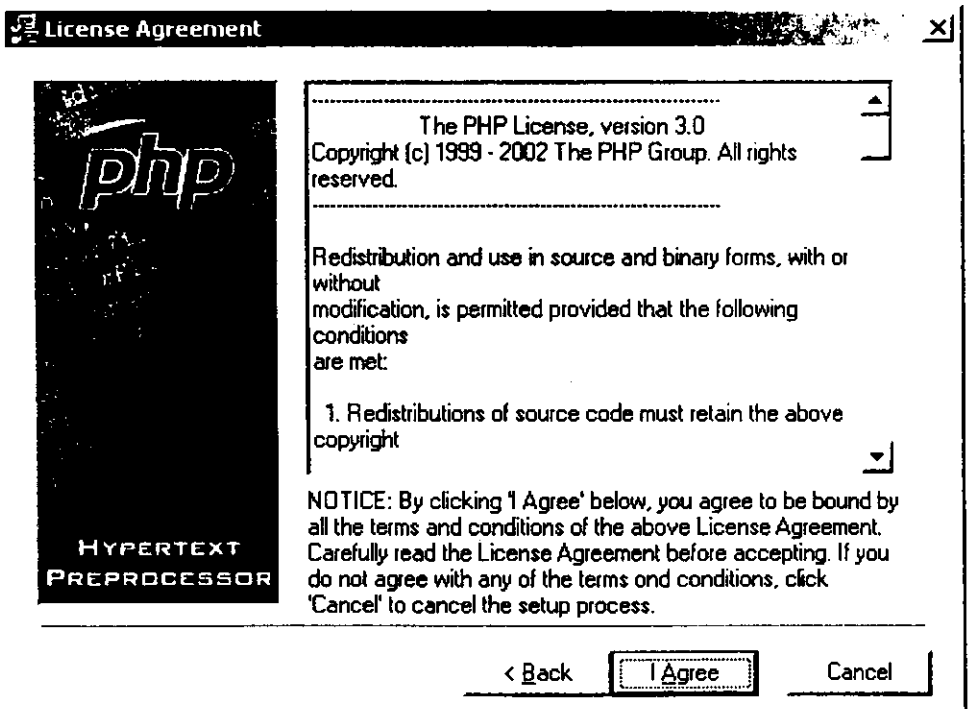 License Agreement
php
HYPERTEXT
PREPROCESSOR
--------------------------------------------------------------------
The PHP License, version 3.0
Copyright (c) 1999 - 2002 The PHP Group. All rights
reserved.
--------------------------------------------------------------------
Redistribution and use in source and binary forms, with or
without
modification, is permitted provided that the following
conditions
are met:
1. Redistributions of source code must retain the above
copyright
NOTICE: By clicking 'I Agree' below, you agree to be bound by
all the terms and conditions of the above License Agreement.
Carefully read the License Agreement before accepting. If you
do not agree with any of the terms ond conditions, click
'Cancel' to cancel the setup process.
< Back
I Agree
Cancel